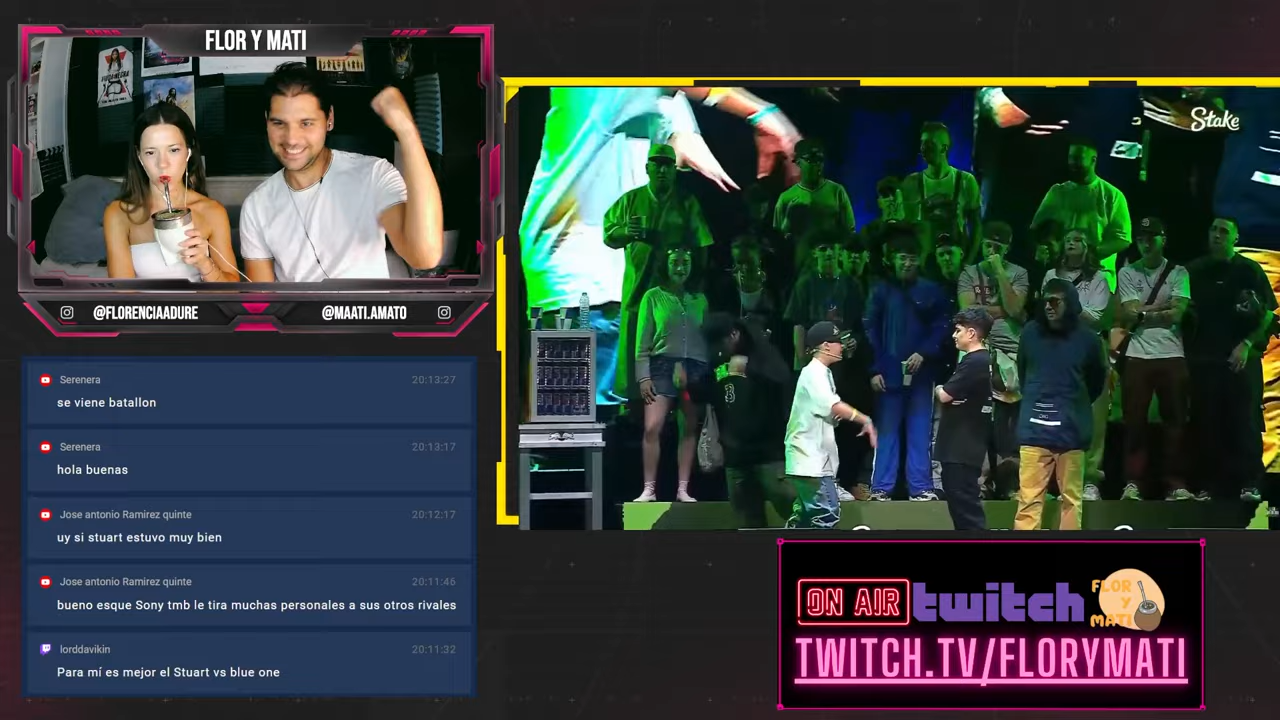 FLOR Y MATI
@FLORENCIAADURE
@MAATI.AMATO
Serenera
20:13:27
se viene batallon
Serenera
20:13:17
hola buenas
Jose antonio Ramirez quinte
20:12:17
uy si stuart estuvo muy bien
Jose antonio Ramirez quinte
20:11:46
bueno esque Sony tmb le tira muchas personales a sus otros rivales
lorddavikin
20:11:32
Para mí es mejor el Stuart vs blue one
Stake
3
ON AIR
twitch
FLOR
Y
MATI
TWITCH.TV/FLORYMATI